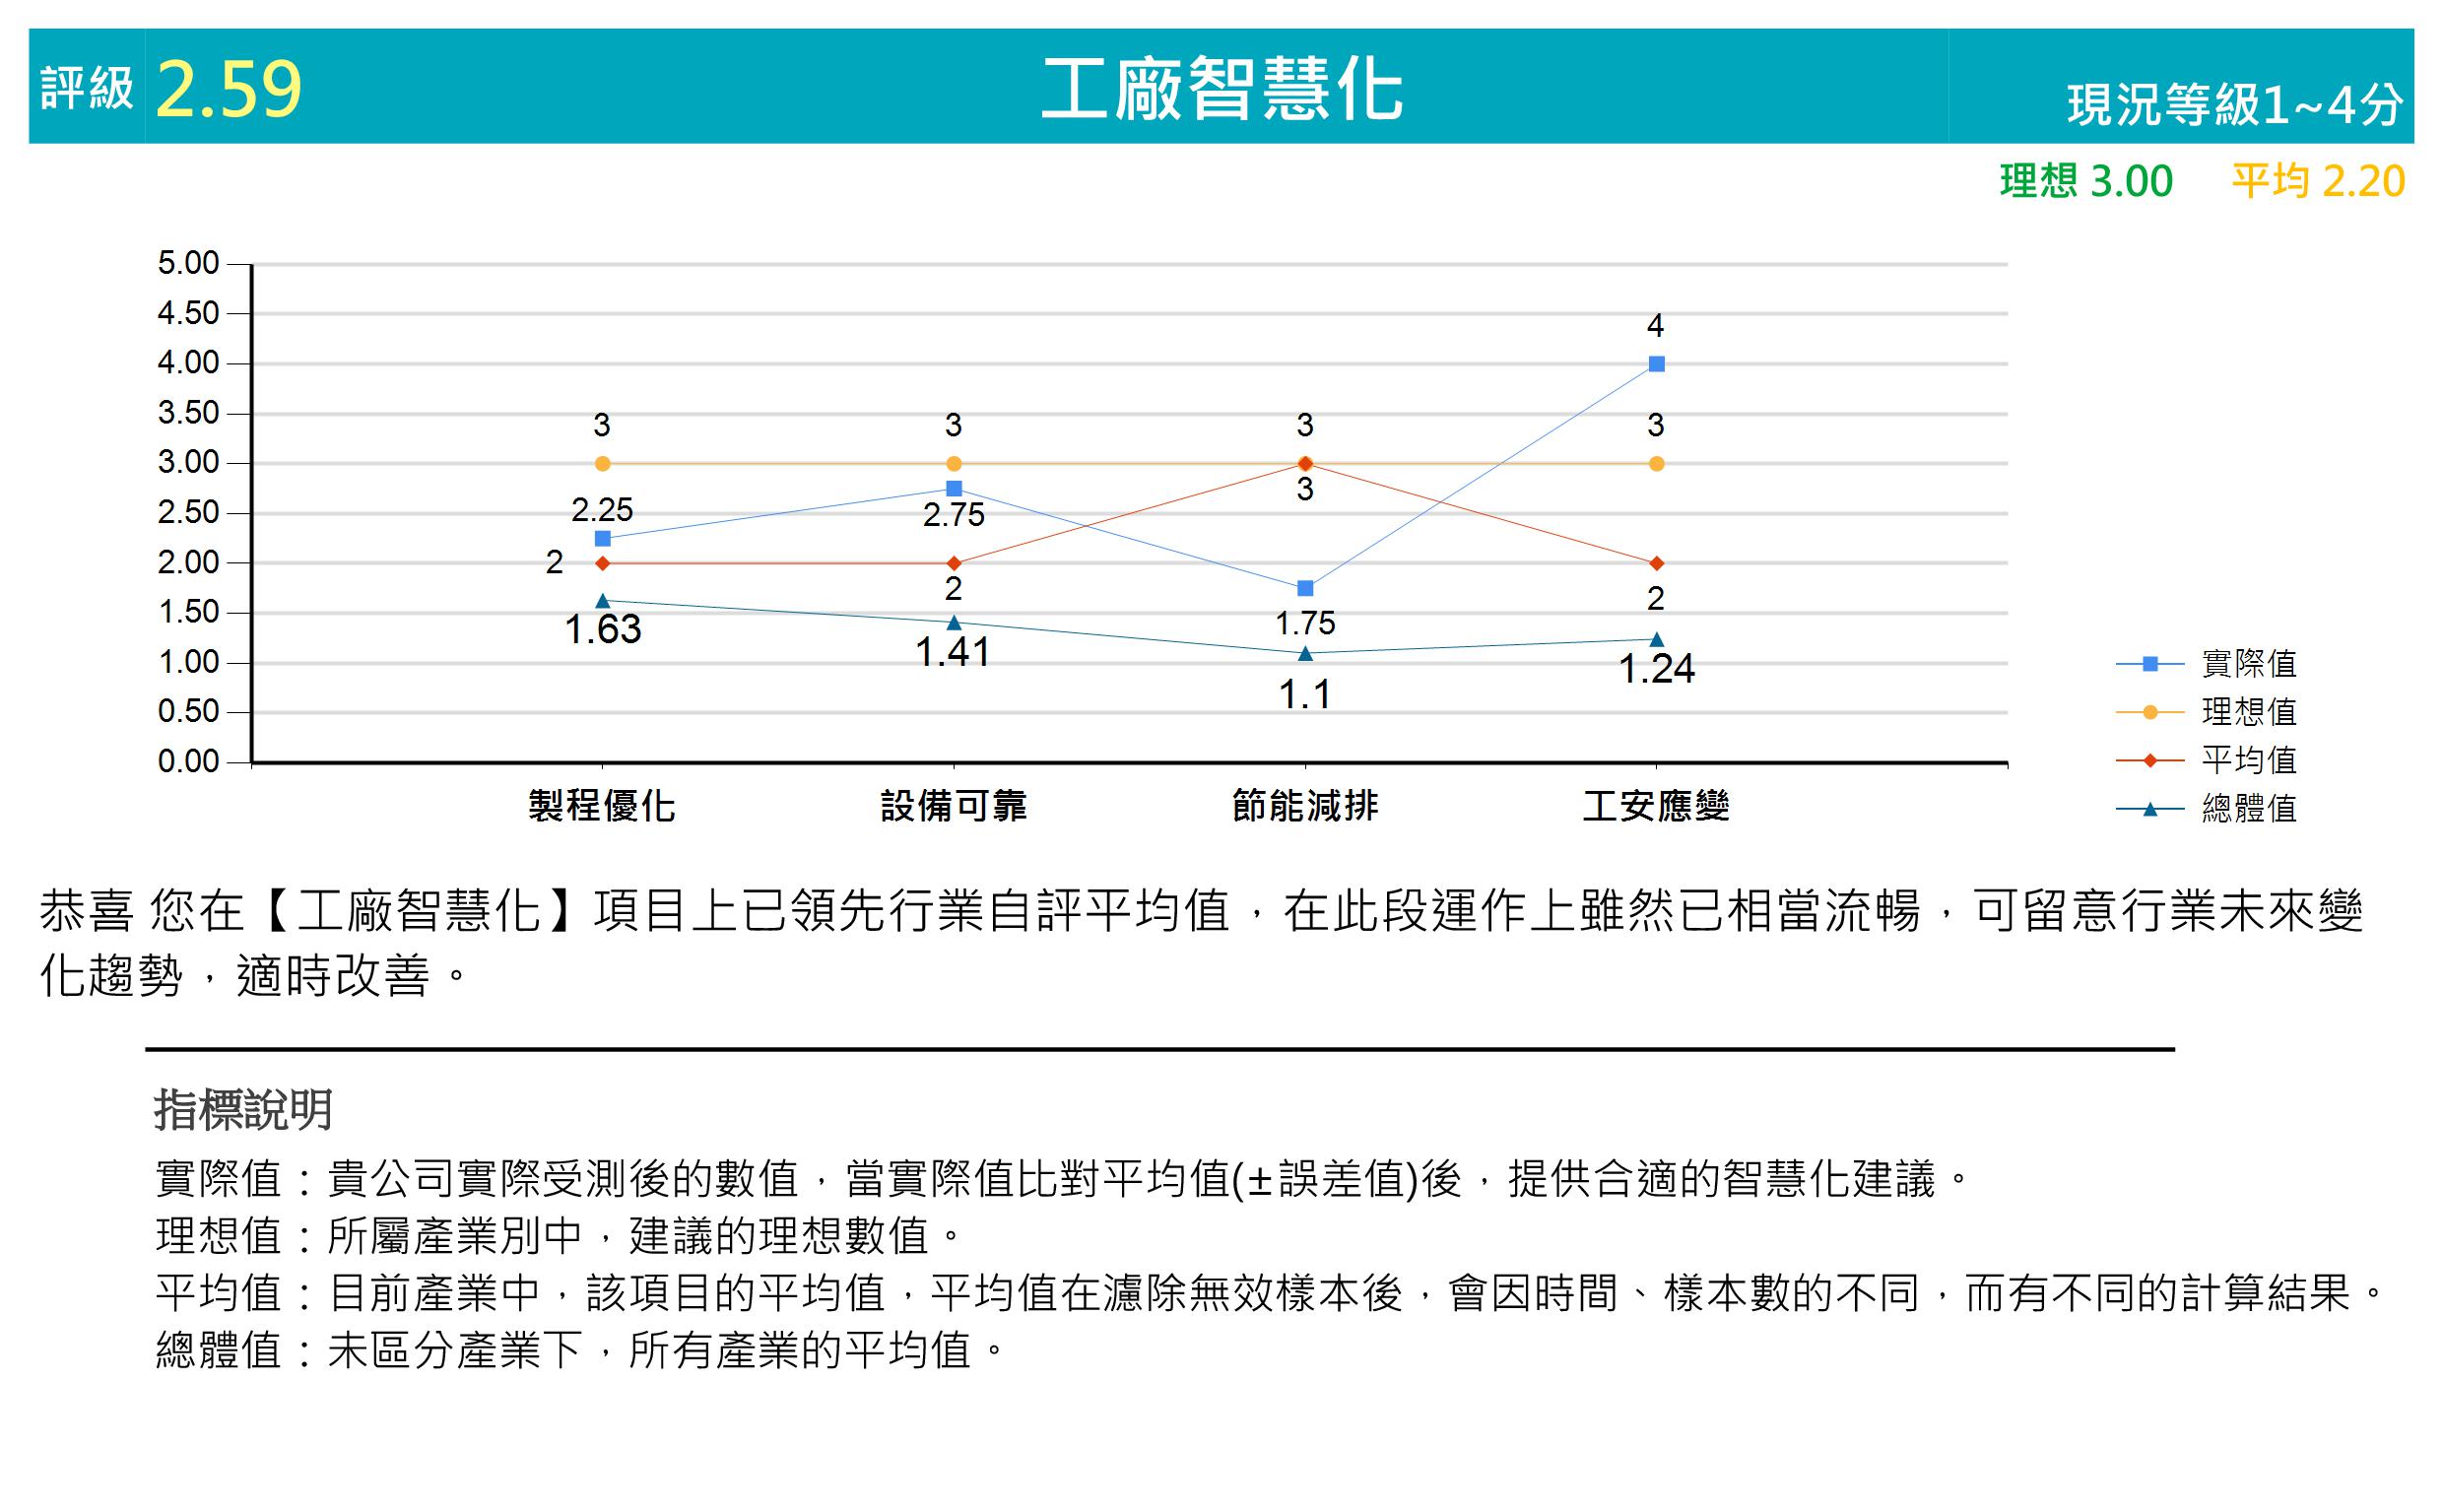 評級 2.59 工廠智慧化 現況等級1~4分
理想 3.00 平均 2.20
5.00
4.50
4.00
3.50
3.00
2.50
2.00
1.50
1.00
0.50
0.00
4
3 3 3 3
2.25 2.75 3
2 2 2
1.63 1.41 1.75 1.24
1.1
製程優化 設備可靠 節能減排 工安應變
實際值
理想值
平均值
總體值
恭喜 您在【工廠智慧化】項目上已領先行業自評平均值，在此段運作上雖然已相當流暢，可留意行業未來變
化趨勢，適時改善。
指標說明
實際值：貴公司實際受測後的數值，當實際值比對平均值(±誤差值)後，提供合適的智慧化建議。
理想值：所屬產業別中，建議的理想數值。
平均值：目前產業中，該項目的平均值，平均值在濾除無效樣本後，會因時間、樣本數的不同，而有不同的計算結果。
總體值：未區分產業下，所有產業的平均值。